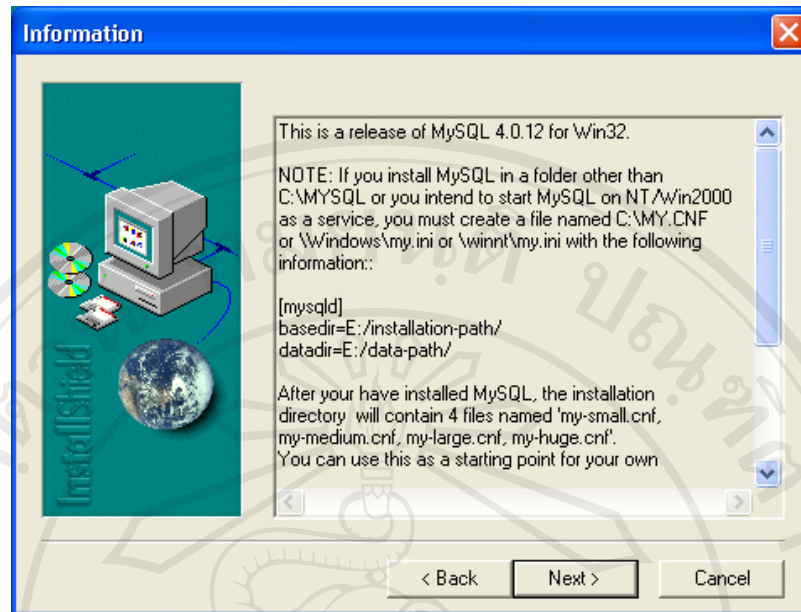 Information
This is a release of MySQL 4.0.12 for Win32.
NOTE: If you install MySQL in a folder other than
C:\MYSQL or you intend to start MySQL on NT/Win2000
as a service, you must create a file named C:\MY.CNF
or \Windows\my.ini or \winnt\my.ini with the following
information::
[mysqld]
basedir=E:/installation-path/
datadir=E:/data-path/
After your have installed MySQL, the installation
directory will contain 4 files named 'my-small.cnf,
my-medium.cnf, my-large.cnf, my-huge.cnf'.
You can use this as a starting point for your own
InstallShield
< Back
Next >
Cancel